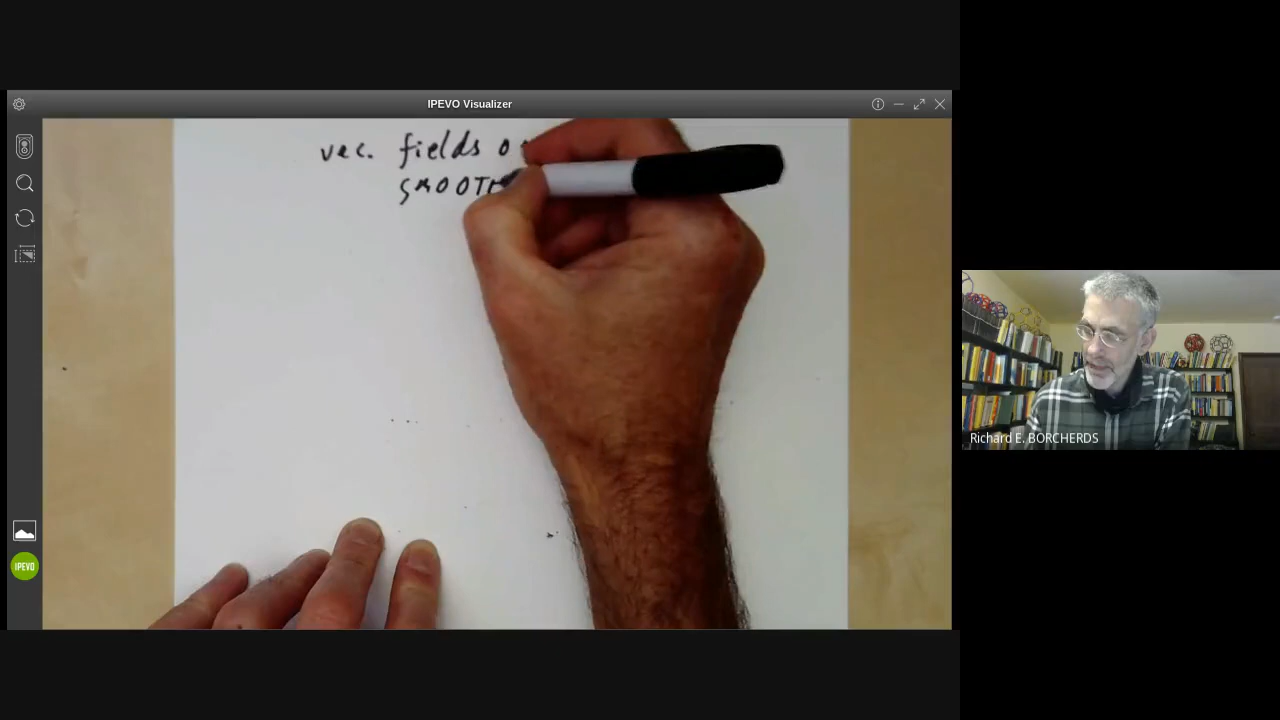 IPEVO Visualizer
vec. fields o
SMOOT
IPEVO
Richard E. BORCHERDS